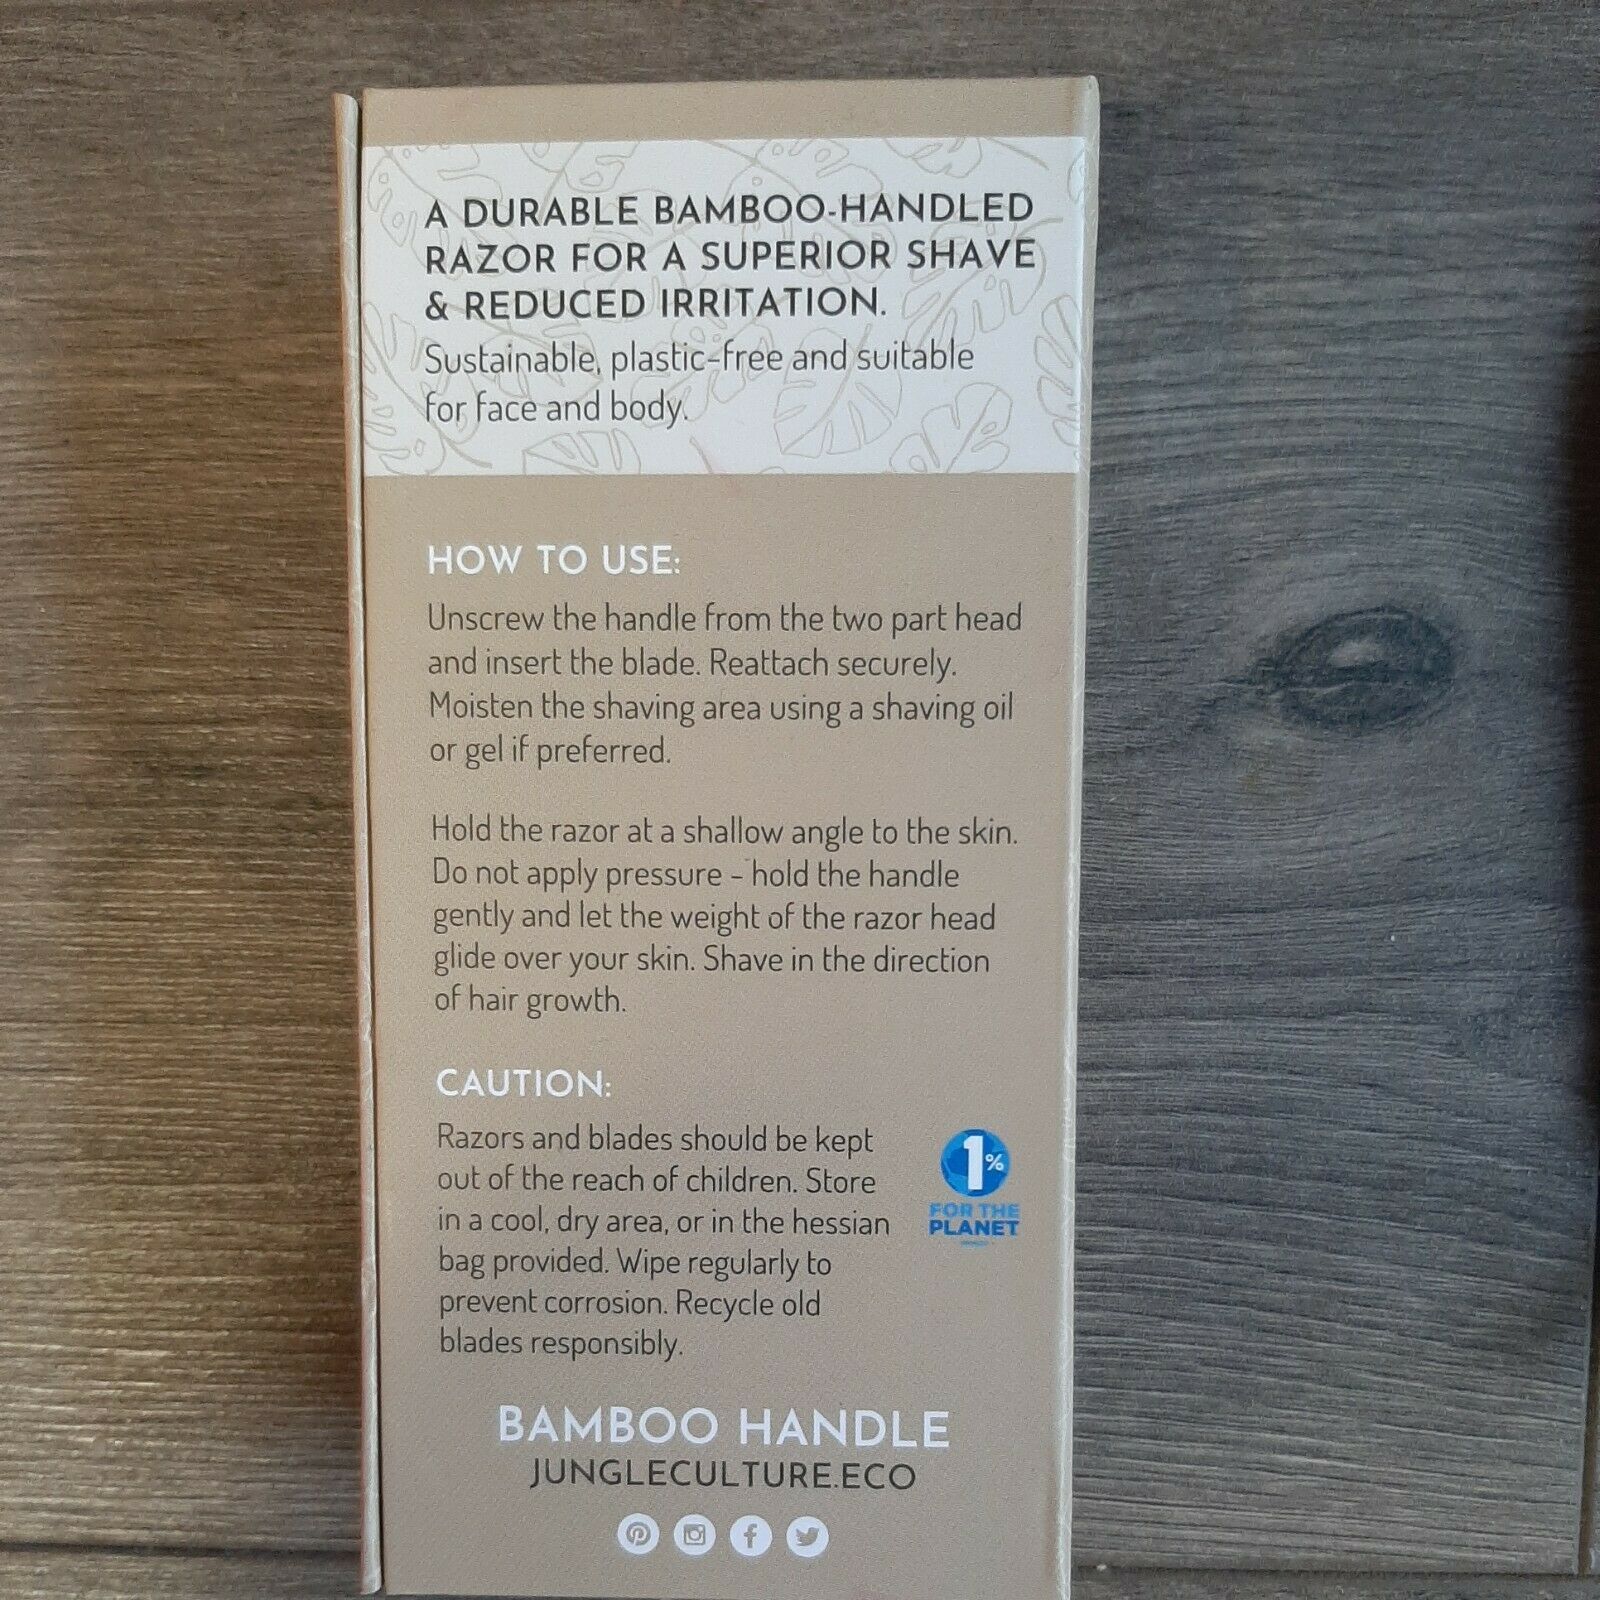 A DURABLE BAMBOO-HANDLED
RAZOR FOR A SUPERIOR SHAVE
& REDUCED IRRITATION.
Sustainable, plastic-free and suitable
for face and body.
HOW TO USE:
Unscrew the handle from the two part head
and insert the blade. Reattach securely.
Moisten the shaving area using a shaving oil
or gel if preferred.
Hold the razor at a shallow angle to the skin.
Do not apply pressure - hold the handle
gently and let the weight of the razor head
glide over your skin. Shave in the direction
of hair growth.
CAUTION:
Razors and blades should be kept
out of the reach of children. Store
in a cool, dry area, or in the hessian
bag provided. Wipe regularly to
prevent corrosion. Recycle old
blades responsibly.
1%
FOR THE
PLANET
BAMBOO HANDLE
JUNGLECULTURE.ECO